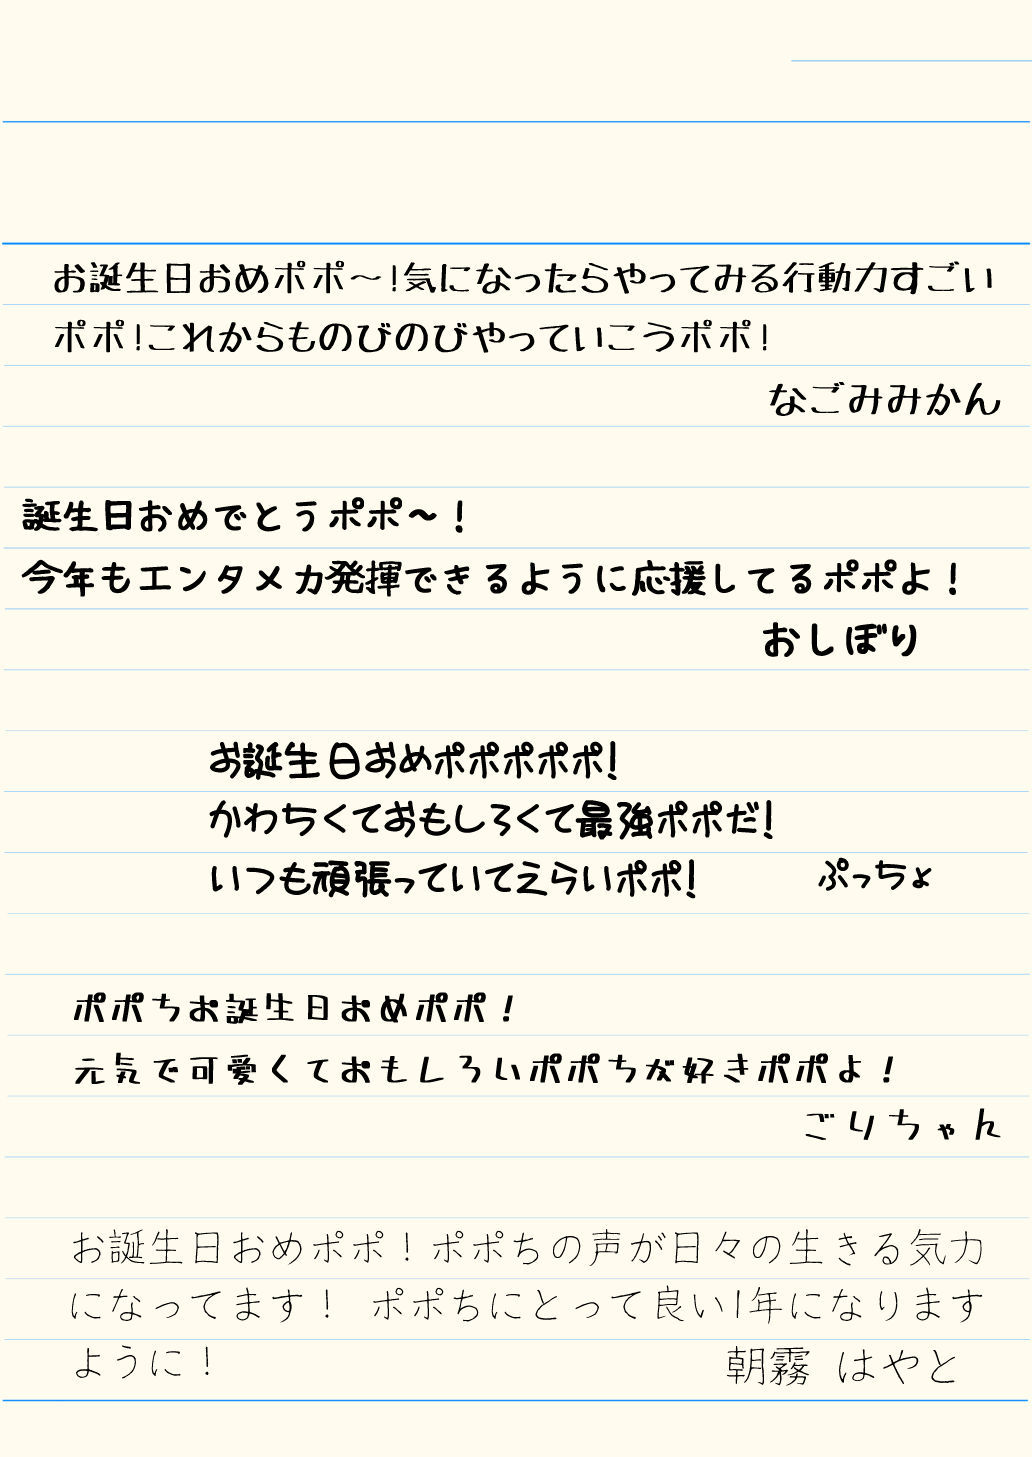 お誕生日おめポポ～!気になったらやってみる行動力すごい
ポポ!これからものびのびやっていこうポポ!
なごみみかん
誕生日おめでとうポポ～！
今年もエンタメ力発揮できるように応援してるポポよ！
おしぼり
お誕生日おめポポポポポ!
かわちくておもしろくて最強ポポだ!
いつも頑張っていてえらいポポ! ぷっちょ
ポポちお誕生日おめポポ！
元気で可愛くておもしろいポポちが好きポポよ！
ごりちゃん
お誕生日おめポポ！ポポちの声が日々の生きる気力
になってます！ ポポちにとって良い1年になります
ように！ 朝霧 はやと